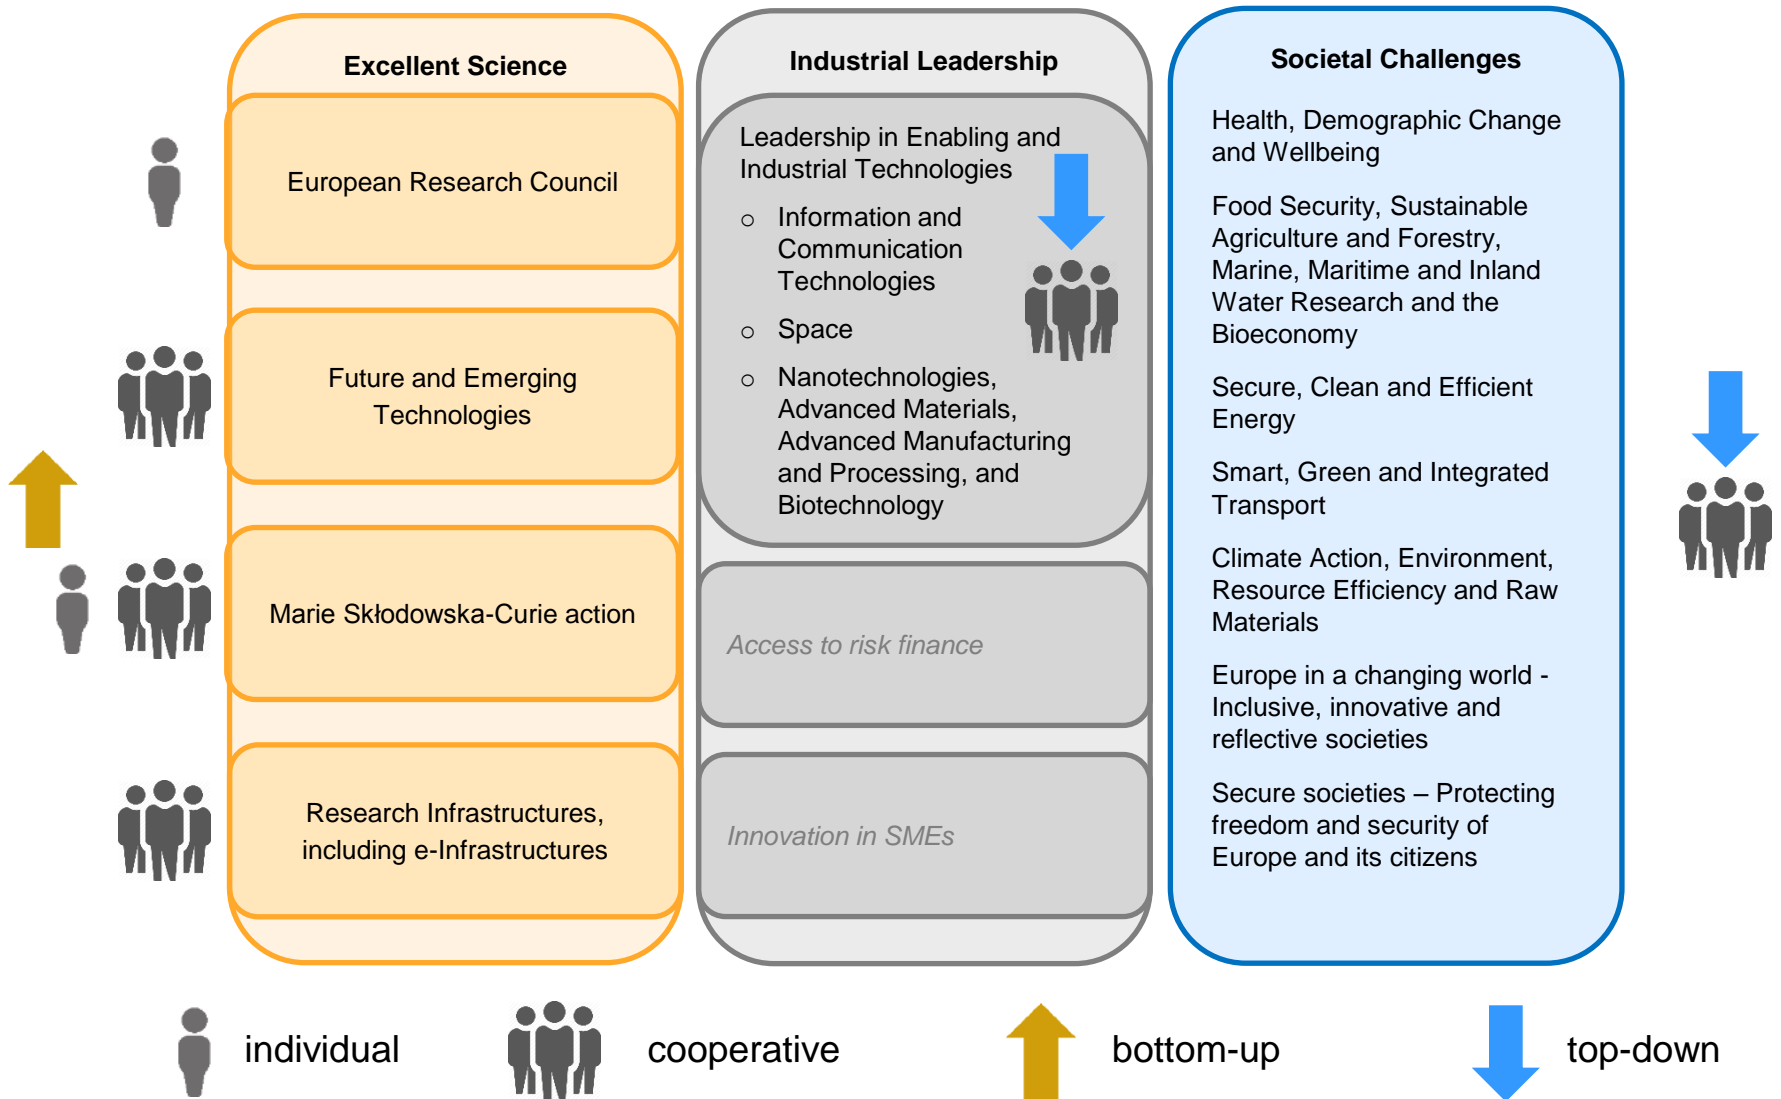 Excellent Science
European Research Council
Future and Emerging
Technologies
Marie Skłodowska-Curie action
Research Infrastructures,
including e-Infrastructures
Industrial Leadership
Leadership in Enabling and
Industrial Technologies
o Information and
Communication
Technologies
o Space
o Nanotechnologies,
Advanced Materials,
Advanced Manufacturing
and Processing, and
Biotechnology
Access to risk finance
Innovation in SMEs
Societal Challenges
Health, Demographic Change
and Wellbeing
Food Security, Sustainable
Agriculture and Forestry,
Marine, Maritime and Inland
Water Research and the
Bioeconomy
Secure, Clean and Efficient
Energy
Smart, Green and Integrated
Transport
Climate Action, Environment,
Resource Efficiency and Raw
Materials
Europe in a changing world -
Inclusive, innovative and
reflective societies
Secure societies – Protecting
freedom and security of
Europe and its citizens
individual
cooperative
bottom-up
top-down